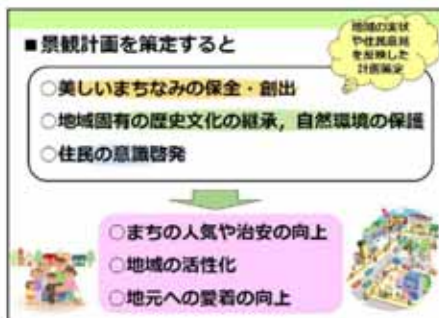 ■景観計画を策定すると
地域の実状
や住民意見
を反映した
計画策定
○美しいまちなみの保全・創出
○地域固有の歴史文化の継承，自然環境の保護
○住民の意識啓発
○まちの人気や治安の向上
○地域の活性化
○地元への愛着の向上